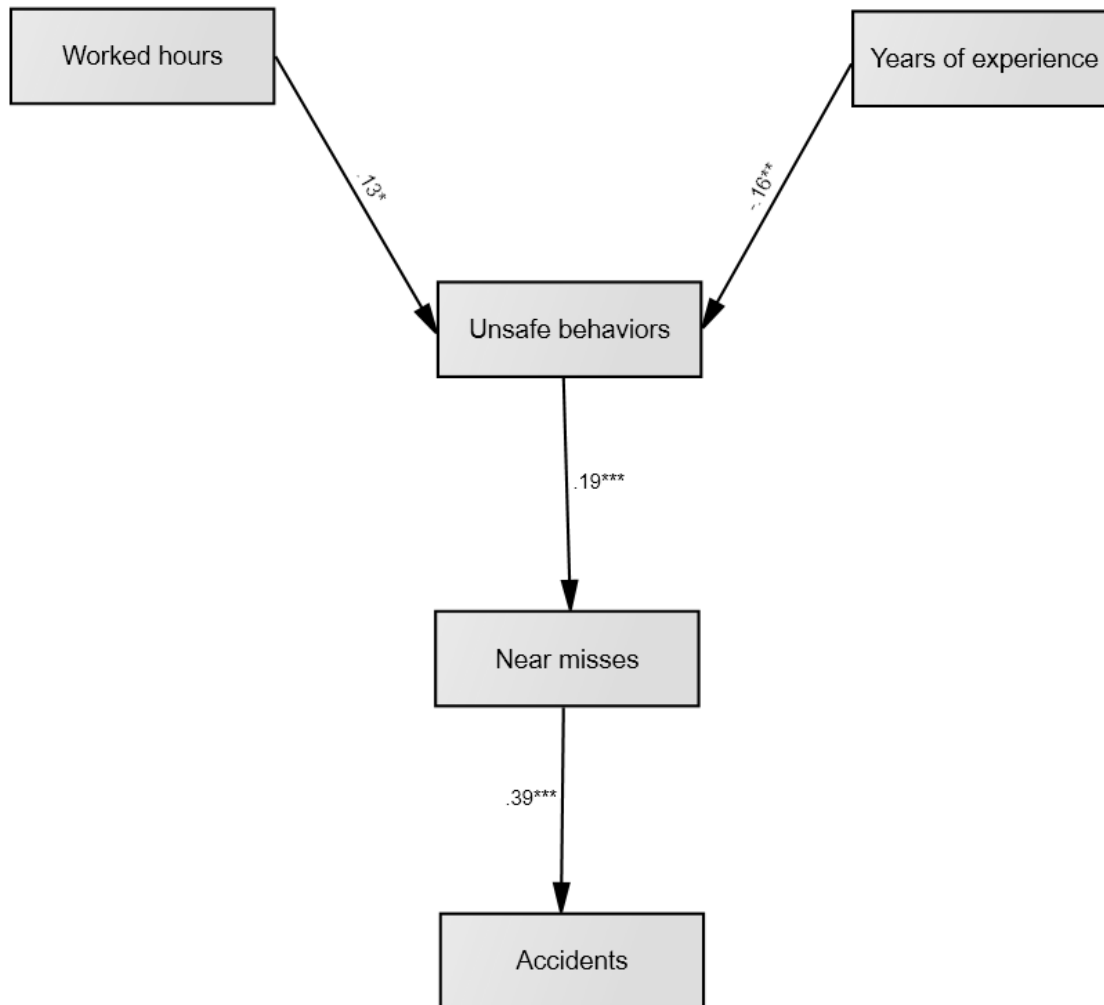 Worked hours
Years of experience
.13*
-.16**
Unsafe behaviors
.19***
Near misses
.39***
Accidents